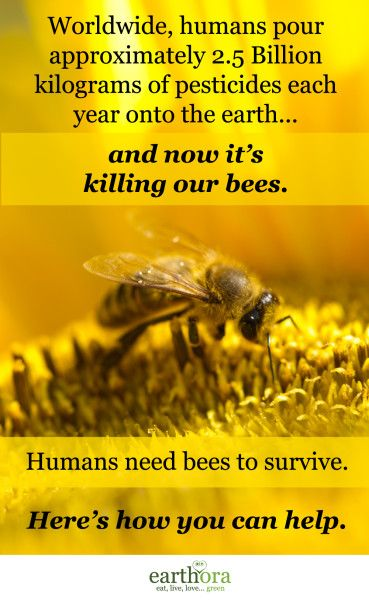 Worldwide, humans pour
approximately 2.5 Billion
kilograms of pesticides each
year onto the earth...
and now it's
killing our bees.
Humans need bees to survive.
Here's how you can help.
earthora
eat, live, love... green